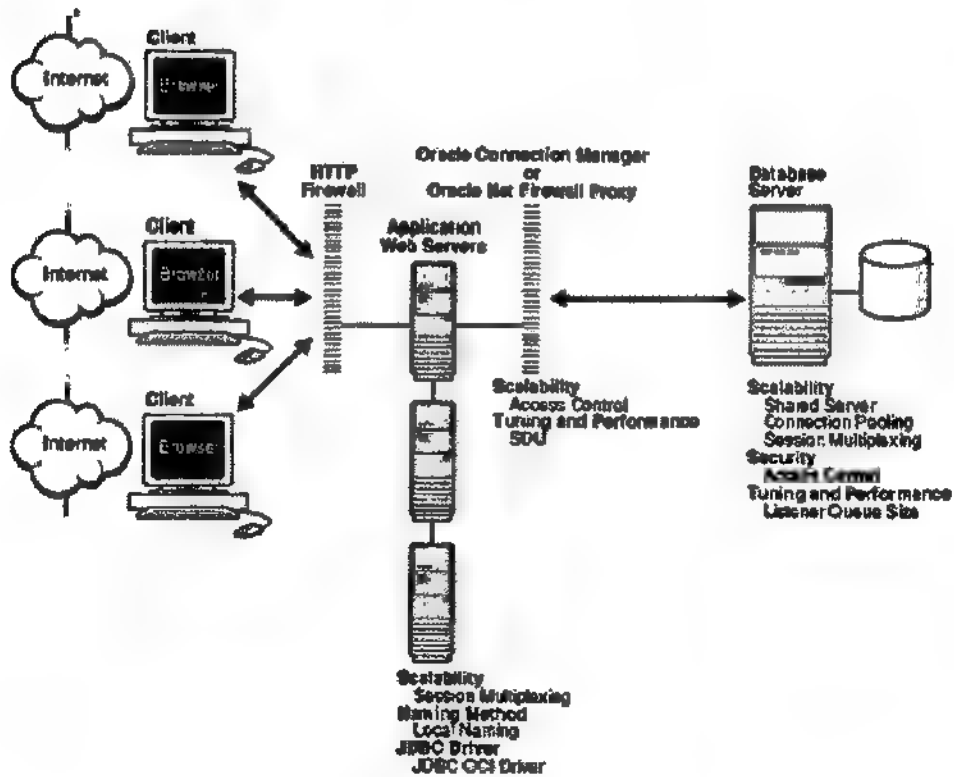 Client
Internet
Browser
Client
Internet
Browser
Client
Internet
Browser
HTTP
Firewall
Application
Web Servers
Oracle Connection Manager
or
Oracle Net Firewall Proxy
Database
Server
Scalability
Access Control
Tuning and Performance
SDU
Scalability
Shared Server
Connection Pooling
Session Multiplexing
Security
Access Control
Tuning and Performance
Listener Queue Size
Scalability
Session Multiplexing
Naming Method
Local Naming
JDBC Driver
JDBC OCI Driver